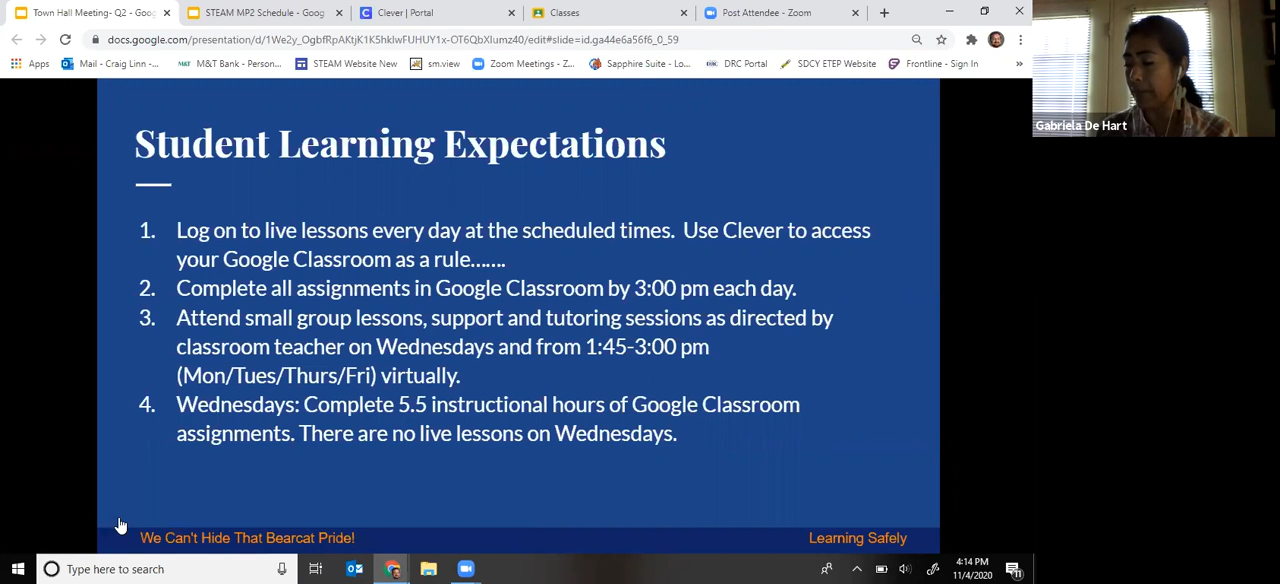 Town Hall Meeting- Q2 - Goog
STEAM MP2 Schedule - Goog
Clever | Portal
Classes
Post Attendee - Zoom
docs.google.com/presentation/d/1We2y_OgbfRpAKtjK1K5hkIwFUHUY1x-OT6QbXIumz40/edit#slide=id.ga44e6a56f6_0_59
Apps
Mail - Craig Linn -...
M&T Bank - Person...
STEAM Website New
sm.view
Zoom Meetings - Z...
Sapphire Suite - Lo...
DRC Portal
SDCY ETEP Website
Frontline - Sign In
Gabriela De Hart
Student Learning Expectations
1. Log on to live lessons every day at the scheduled times. Use Clever to access
your Google Classroom as a rule…….
2. Complete all assignments in Google Classroom by 3:00 pm each day.
3. Attend small group lessons, support and tutoring sessions as directed by
classroom teacher on Wednesdays and from 1:45-3:00 pm
(Mon/Tues/Thurs/Fri) virtually.
4. Wednesdays: Complete 5.5 instructional hours of Google Classroom
assignments. There are no live lessons on Wednesdays.
We Can't Hide That Bearcat Pride!
Learning Safely
Type here to search
4:14 PM
11/4/2020